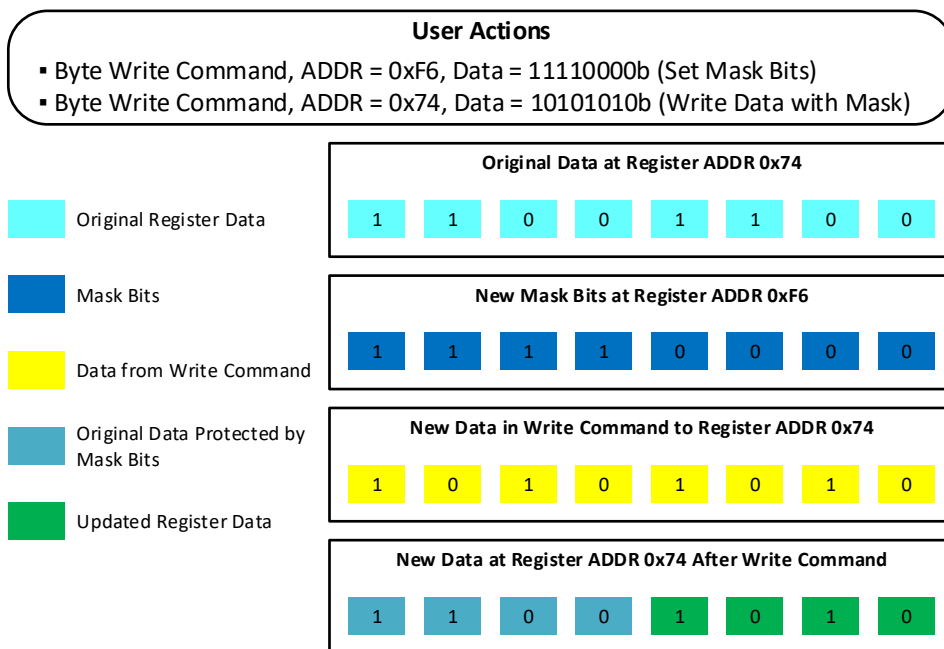 User Actions
▪ Byte Write Command, ADDR = 0xF6, Data = 11110000b (Set Mask Bits)
▪ Byte Write Command, ADDR = 0x74, Data = 10101010b (Write Data with Mask)
Original Register Data
Mask Bits
Data from Write Command
Original Data Protected by
Mask Bits
Updated Register Data
Original Data at Register ADDR 0x74
1 1 0 0 1 1 0 0
New Mask Bits at Register ADDR 0xF6
1 1 1 1 0 0 0 0
New Data in Write Command to Register ADDR 0x74
1 0 1 0 1 0 1 0
New Data at Register ADDR 0x74 After Write Command
1 1 0 0 1 0 1 0